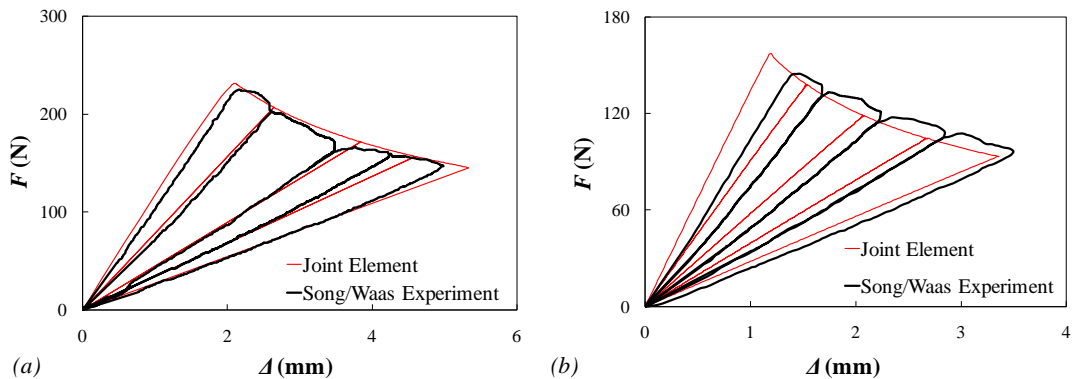 300
200
100
0
F (N)
0 2 4 6
Δ (mm)
Joint Element
Song/Waas Experiment
(a)
180
120
60
0
F (N)
0 1 2 3 4
Δ (mm)
Joint Element
Song/Waas Experiment
(b)